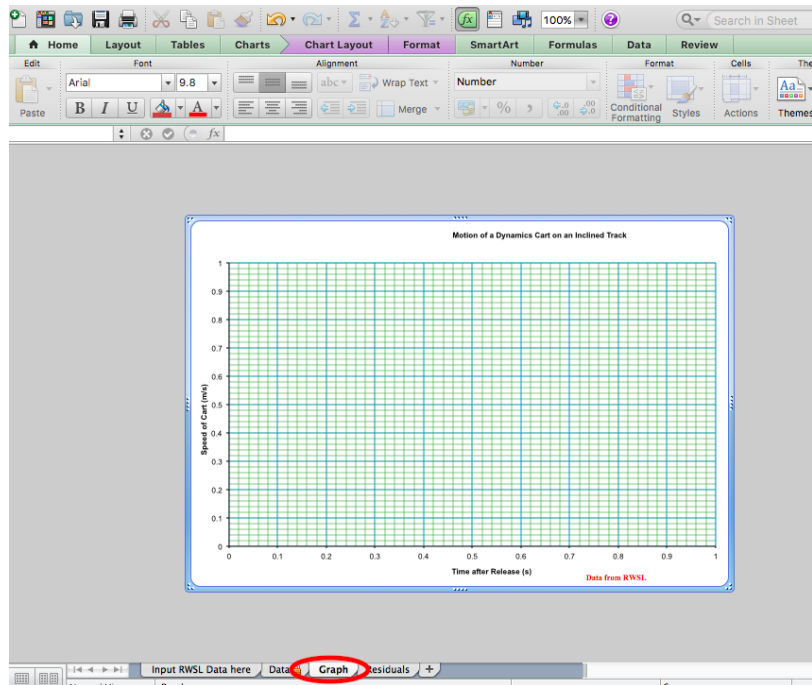 100%
Search in Sheet
Home Layout Tables Charts Chart Layout Format SmartArt Formulas Data Review
Edit Font Alignment Number Format Cells
Arial 9.8 abc Wrap Text Number Aa
Paste B I U A Merge % Conditional Formatting Styles Actions Themes
fx
Motion of a Dynamics Cart on an Inclined Track
1
0.9
0.8
0.7
0.6
0.5
0.4
0.3
0.2
0.1
0
Speed of Cart (m/s)
0 0.1 0.2 0.3 0.4 0.5 0.6 0.7 0.8 0.9 1
Time after Release (s)
Data from RWSL
Input RWSL Data here Data Graph Residuals +